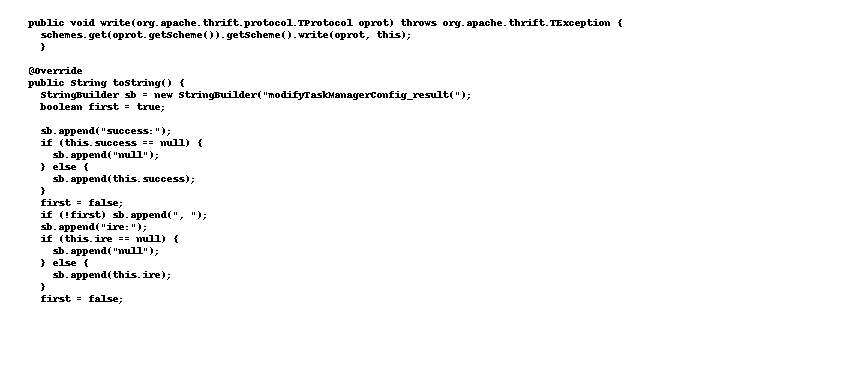 public void write(org.apache.thrift.protocol.TProtocol oprot) throws org.apache.thrift.TException {
  schemes.get(oprot.getScheme()).getScheme().write(oprot, this);
  }

@Override
public String toString() {
  StringBuilder sb = new StringBuilder("modifyTaskManagerConfig_result(");
  boolean first = true;

  sb.append("success:");
  if (this.success == null) {
    sb.append("null");
  } else {
    sb.append(this.success);
  }
  first = false;
  if (!first) sb.append(", ");
  sb.append("ire:");
  if (this.ire == null) {
    sb.append("null");
  } else {
    sb.append(this.ire);
  }
  first = false;